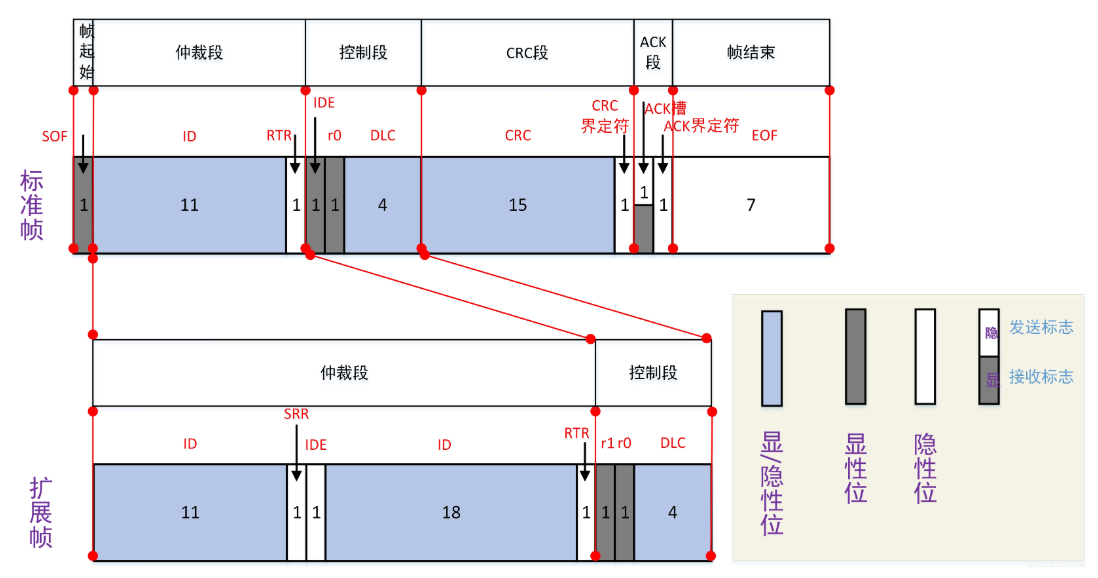 帧起始 仲裁段 控制段 CRC段 ACK段 帧结束
SOF ID RTR IDE r0 DLC CRC CRC界定符 ACK槽 ACK界定符 EOF
标准帧
1 11 1 1 1 4 15 1 1 1 7
仲裁段 控制段
ID SRR IDE ID RTR r1 r0 DLC
扩展帧
11 1 1 18 1 1 1 4
隐 发送标志
显 接收标志
显/隐性位 显性位 隐性位